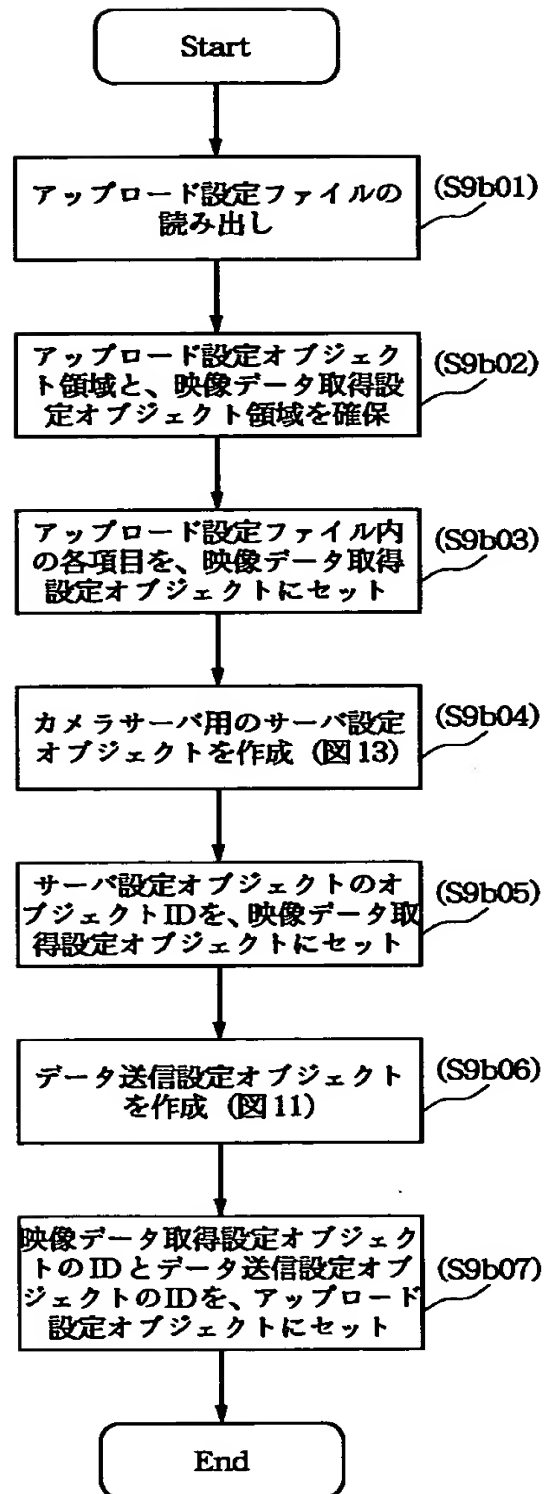 Start
アップロード設定ファイルの
読み出し
(S9b01)
アップロード設定オブジェク
ト領域と、映像データ取得設
定オブジェクト領域を確保
(S9b02)
アップロード設定ファイル内
の各項目を、映像データ取得
設定オブジェクトにセット
(S9b03)
カメラサーバ用のサーバ設定
オブジェクトを作成（図13）
(S9b04)
サーバ設定オブジェクトのオ
ブジェクトIDを、映像データ取
得設定オブジェクトにセット
(S9b05)
データ送信設定オブジェクト
を作成（図11）
(S9b06)
映像データ取得設定オブジェク
トのIDとデータ送信設定オブ
ジェクトのIDを、アップロード
設定オブジェクトにセット
(S9b07)
End